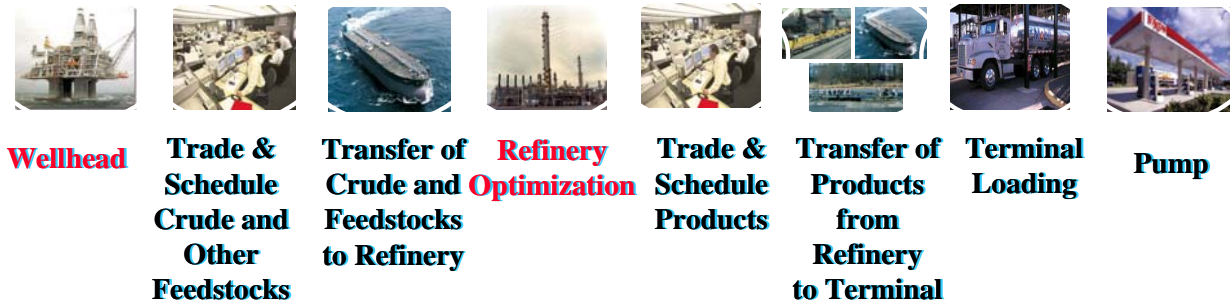 Wellhead
Trade &
Schedule
Crude and
Other
Feedstocks
Transfer of
Crude and
Feedstocks
to Refinery
Refinery
Optimization
Trade &
Schedule
Products
Transfer of
Products
from
Refinery
to Terminal
Terminal
Loading
Pump